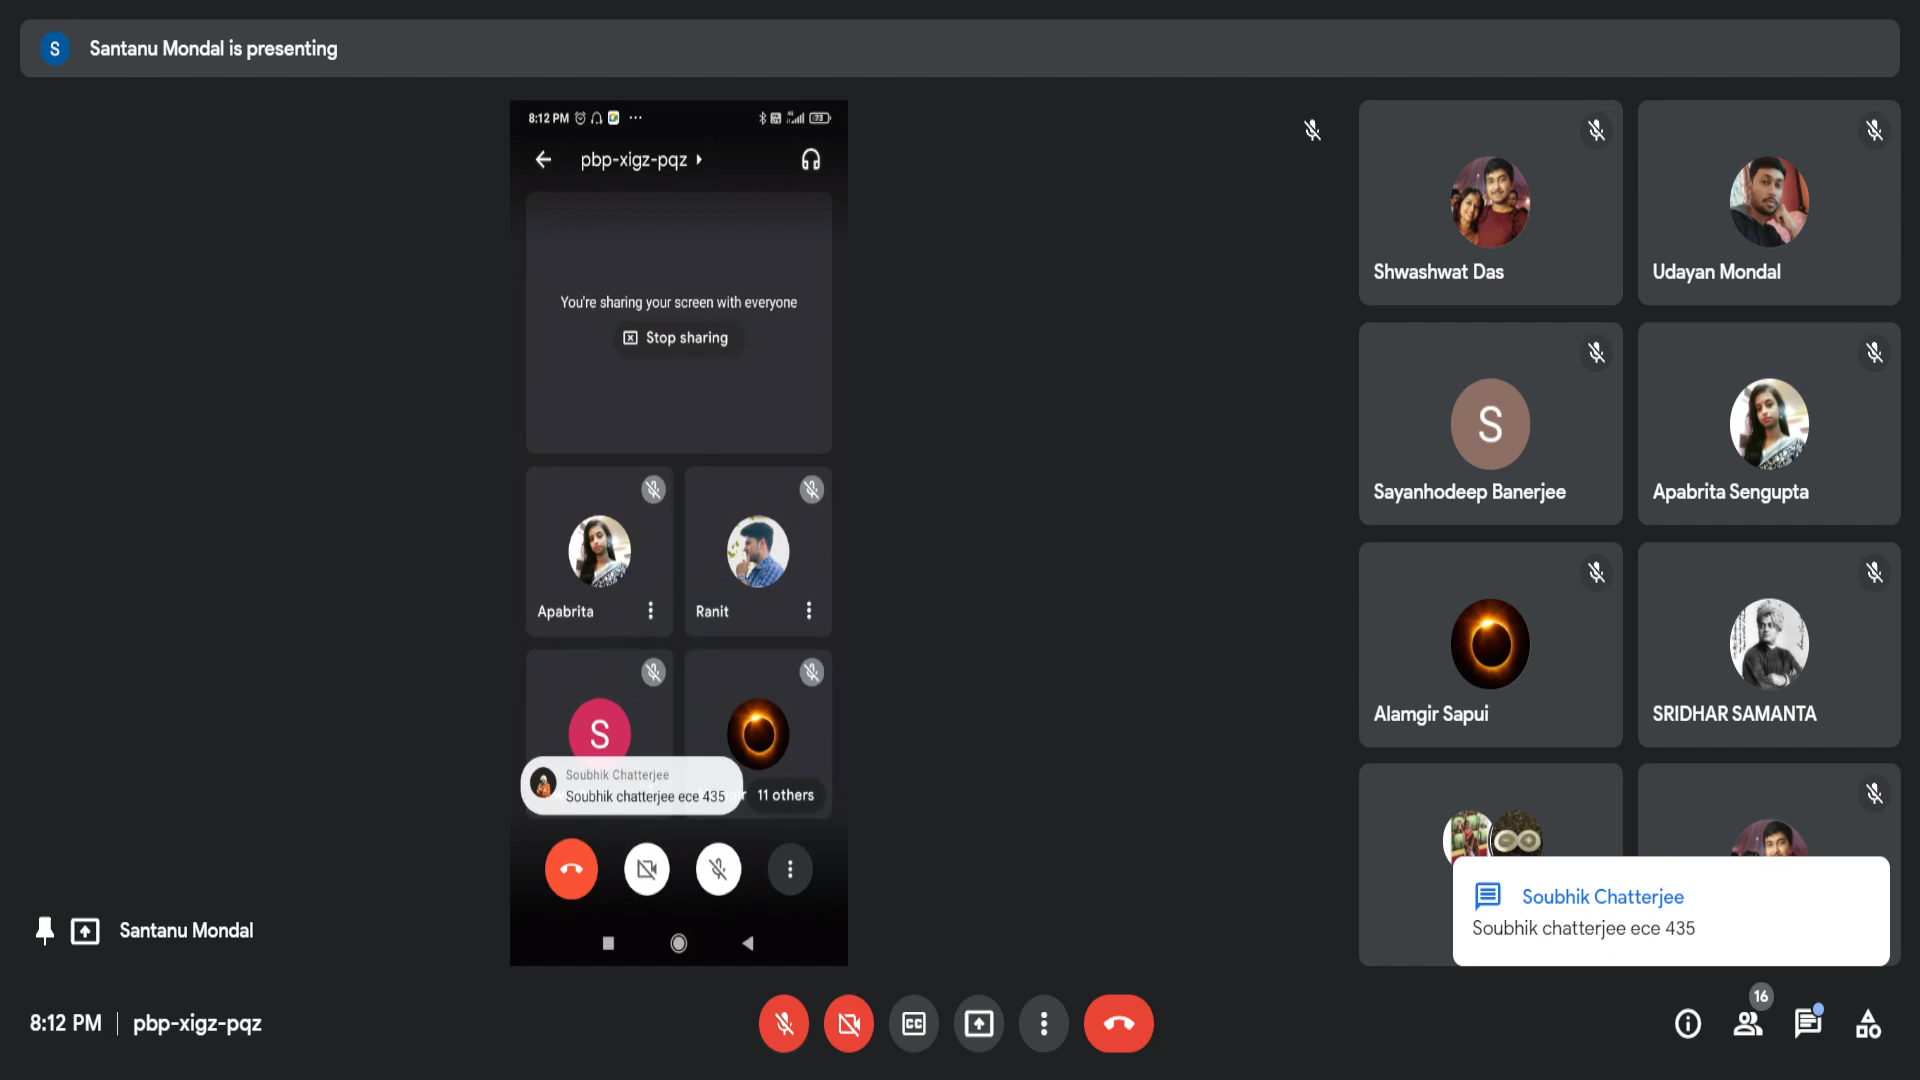 S Santanu Mondal is presenting
8:12 PM
73
pbp-xigz-pqz
You're sharing your screen with everyone
Stop sharing
Apabrita
Ranit
S
Soubhik Chatterjee
Soubhik chatterjee ece 435
11 others
Shwashwat Das
Udayan Mondal
S
Sayanhodeep Banerjee
Apabrita Sengupta
Alamgir Sapui
SRIDHAR SAMANTA
Soubhik Chatterjee
Soubhik chatterjee ece 435
Santanu Mondal
8:12 PM | pbp-xigz-pqz
CC
16